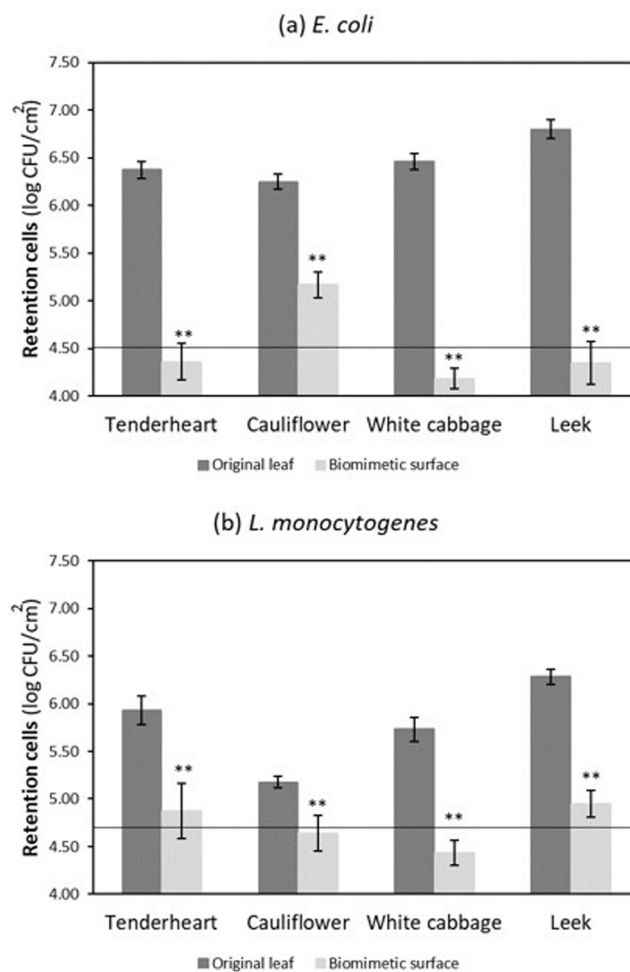 (a) E. coli
Retention cells (log CFU/cm2)
7.50
7.00
6.50
6.00
5.50
5.00
4.50
4.00
** ** ** **
Tenderheart Cauliflower White cabbage Leek
Original leaf Biomimetic surface
(b) L. monocytogenes
Retention cells (log CFU/cm2)
7.50
7.00
6.50
6.00
5.50
5.00
4.50
4.00
** ** ** **
Tenderheart Cauliflower White cabbage Leek
Original leaf Biomimetic surface